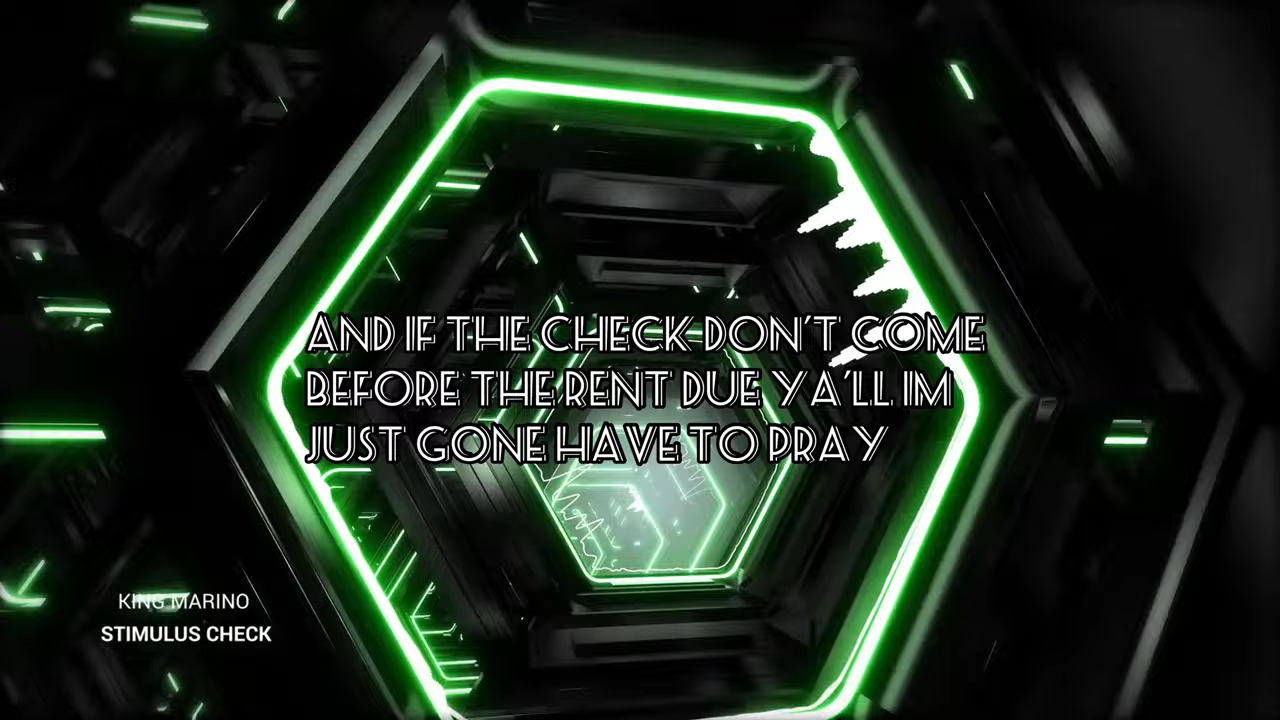 AND IF THE CHECK DON'T COME
BEFORE THE RENT DUE YA'LL IM
JUST GONE HAVE TO PRAY
KING MARINO
STIMULUS CHECK